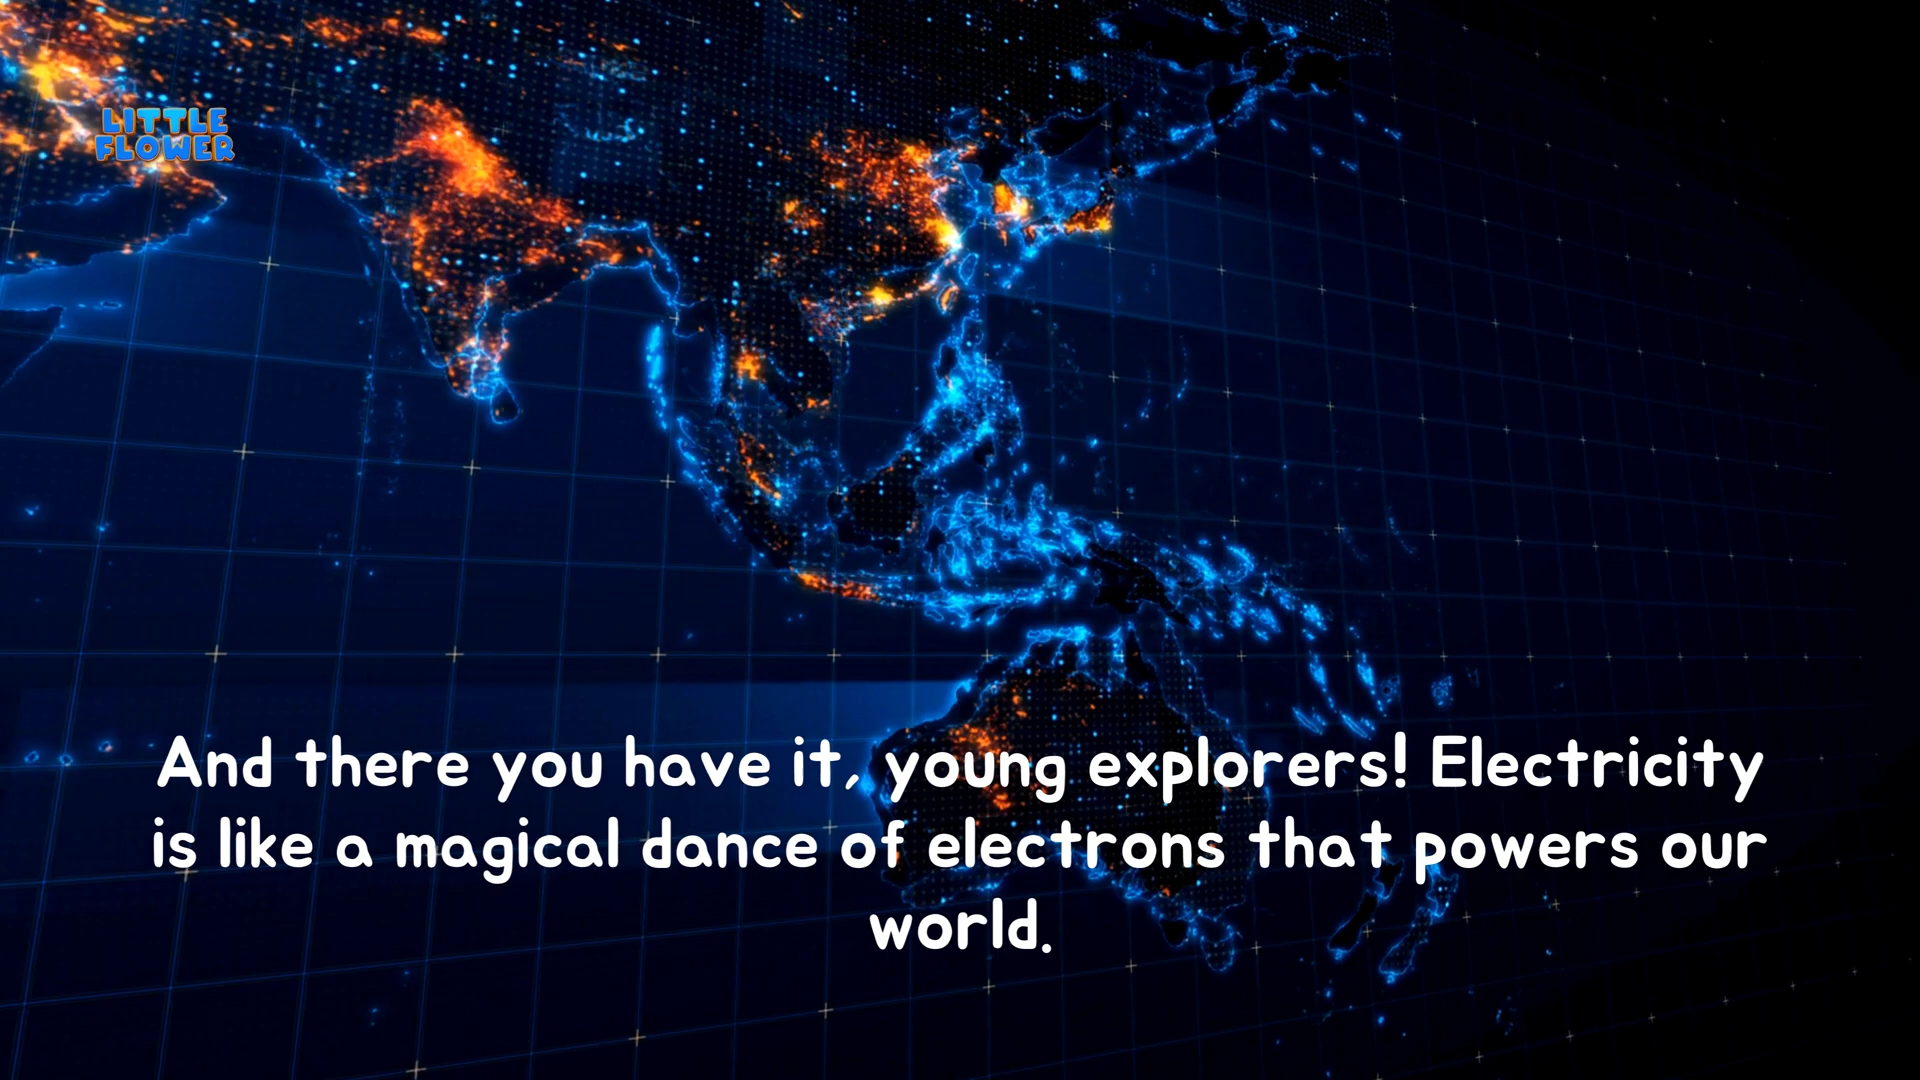 LITTLE
FLOWER
And there you have it, young explorers! Electricity
is like a magical dance of electrons that powers our
world.